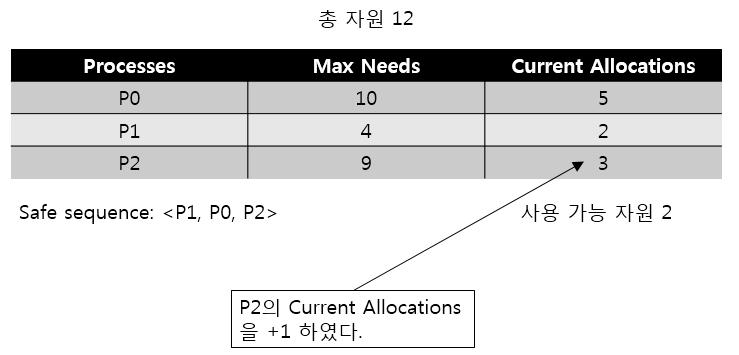 총 자원 12
Processes Max Needs Current Allocations
P0 10 5
P1 4 2
P2 9 3
Safe sequence: <P1, P0, P2> 사용 가능 자원 2
P2의 Current Allocations
을 +1 하였다.